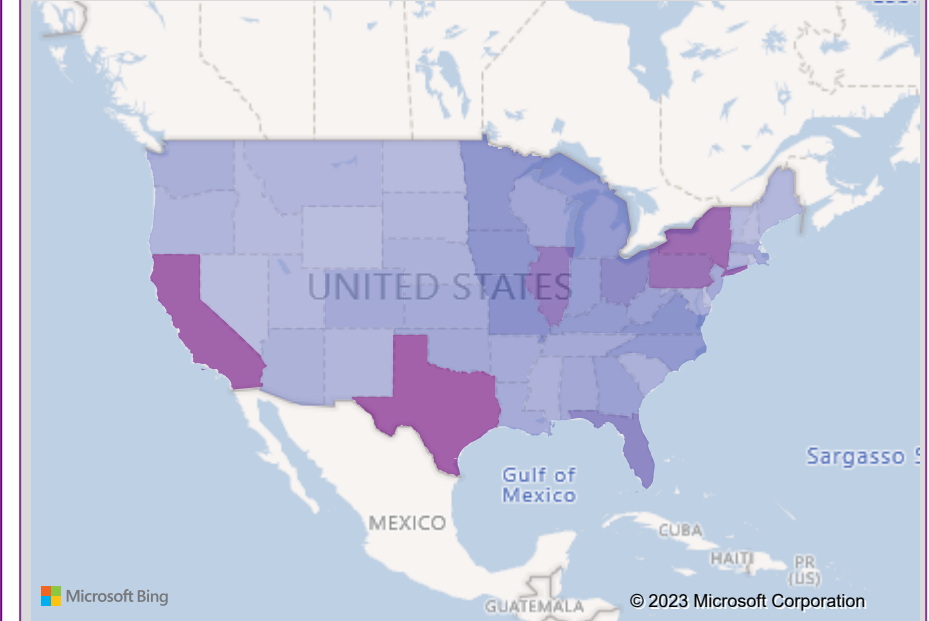 UNITED STATES
Sargasso
Gulf of
Mexico
MEXICO
CUBA
HAITI
PR
(US)
Microsoft Bing
© 2023 Microsoft Corporation
GUATEMALA